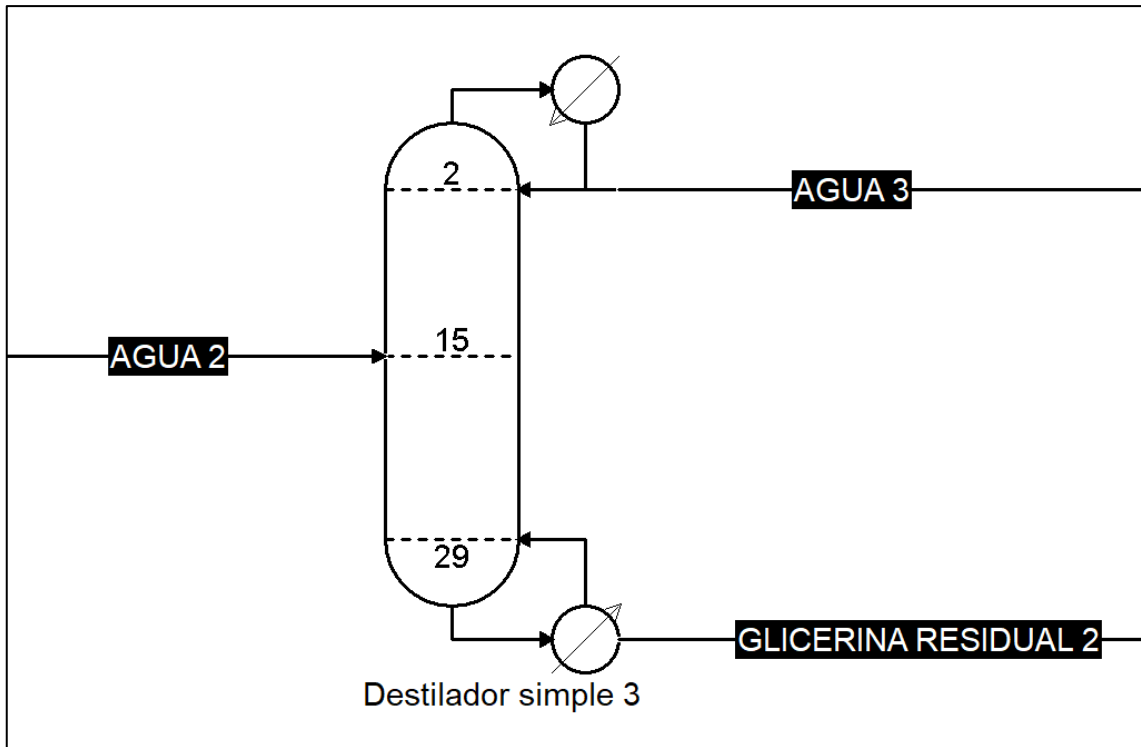 2
AGUA 3
AGUA 2
15
29
GLICERINA RESIDUAL 2
Destilador simple 3